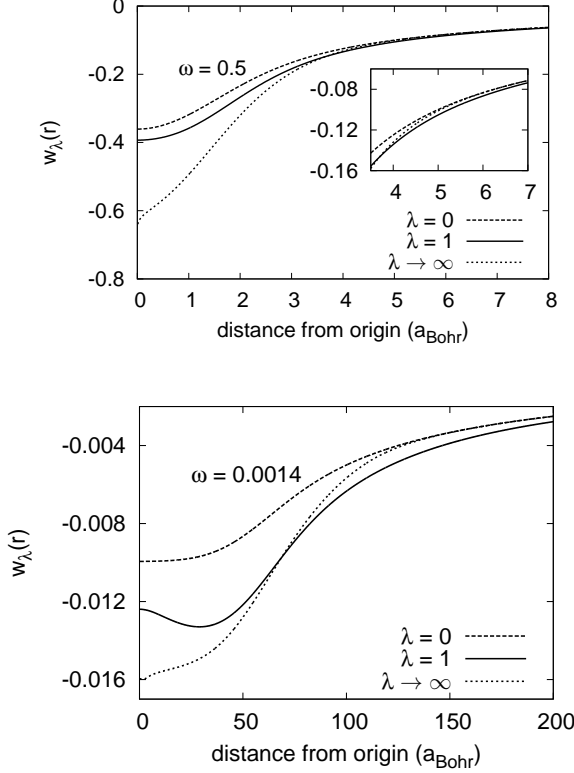 0
-0.2
-0.4
-0.6
-0.8
w_λ(r)
ω = 0.5
-0.08
-0.12
-0.16
4 5 6 7
λ = 0
λ = 1
λ → ∞
0 1 2 3 4 5 6 7 8
distance from origin (a_Bohr)
-0.004
-0.008
-0.012
-0.016
w_λ(r)
ω = 0.0014
λ = 0
λ = 1
λ → ∞
0 50 100 150 200
distance from origin (a_Bohr)